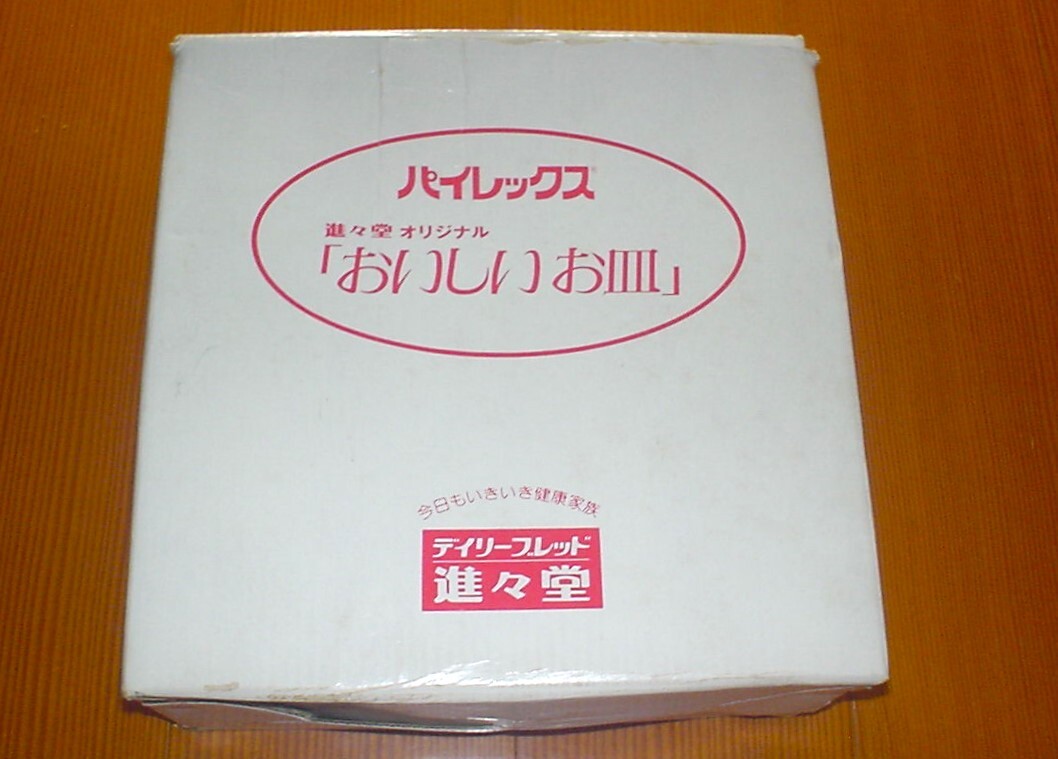 パイレックス
進々堂 オリジナル
「おいしいお皿」
今日もいきいき健康家族
デイリーブレッド
進々堂